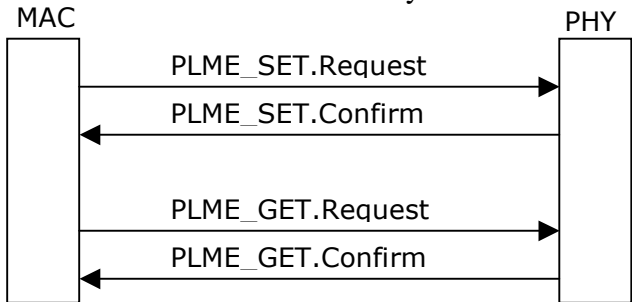 MAC
PHY
PLME_SET.Request
PLME_SET.Confirm
PLME_GET.Request
PLME_GET.Confirm